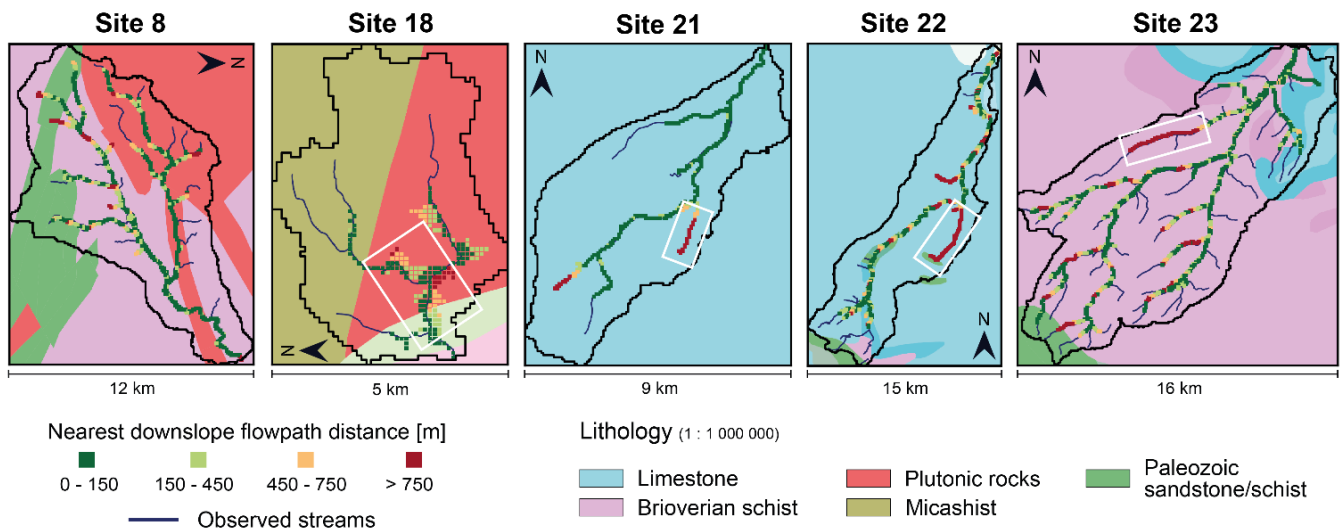 Site 8 Site 18 Site 21 Site 22 Site 23
N N N N N
12 km 5 km 9 km 15 km 16 km
Nearest downslope flowpath distance [m]
0 - 150 150 - 450 450 - 750 > 750
Observed streams
Lithology (1 : 1 000 000)
Limestone Plutonic rocks Paleozoic
sandstone/schist
Brioverian schist Micashist